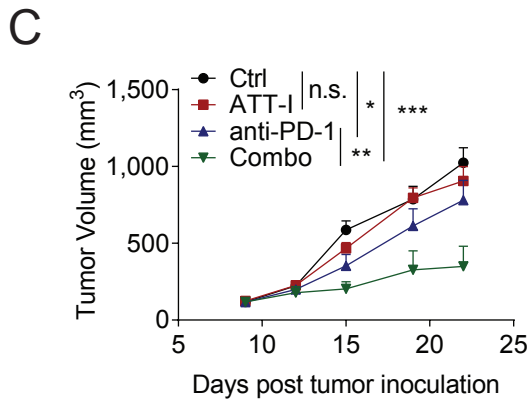 C
Ctrl
ATT-I
anti-PD-1
Combo
n.s.
*
***
**
Tumor Volume (mm³)
1,500
1,000
500
0
5 10 15 20 25
Days post tumor inoculation